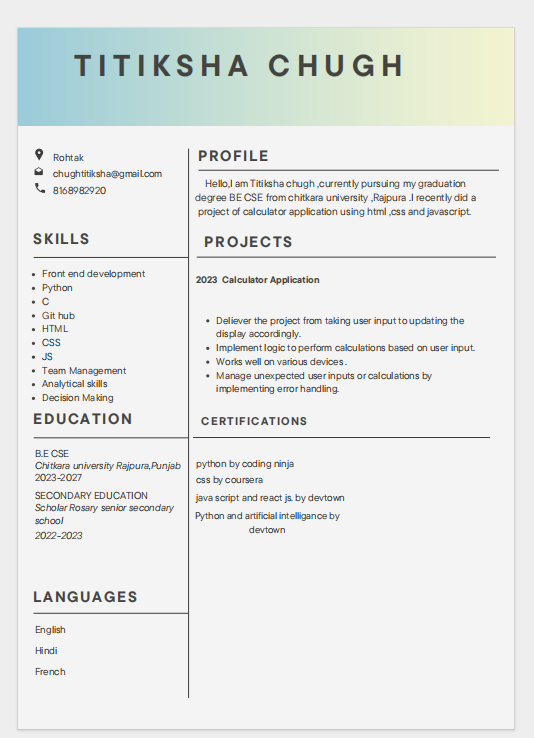 TITIKSHA CHUGH
Rohtak
chughtitiksha@gmail.com
8168982920
SKILLS
Front end development
Python
C
Git hub
HTML
CSS
JS
Team Management
Analytical skills
Decision Making
EDUCATION
B.E CSE
Chitkara university Rajpura,Punjab
2023-2027
SECONDARY EDUCATION
Scholar Rosary senior secondary
school
2022-2023
LANGUAGES
English
Hindi
French
PROFILE
Hello,I am Titiksha chugh ,currently pursuing my graduation
degree BE CSE from chitkara university ,Rajpura .I recently did a
project of calculator application using html ,css and javascript.
PROJECTS
2023 Calculator Application
Deliever the project from taking user input to updating the
display accordingly.
Implement logic to perform calculations based on user input.
Works well on various devices .
Manage unexpected user inputs or calculations by
implementing error handling.
CERTIFICATIONS
python by coding ninja
css by coursera
java script and react js. by devtown
Python and artificial intelligance by
devtown